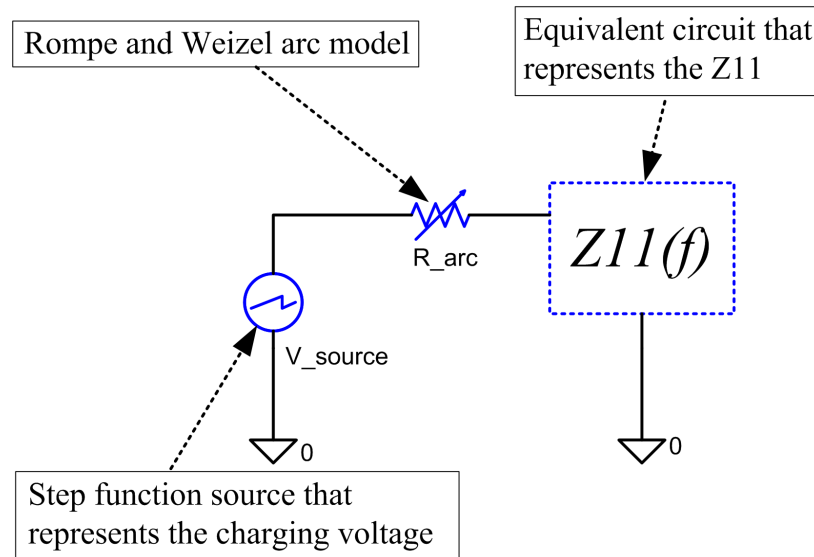 Rompe and Weizel arc model
Equivalent circuit that
represents the Z11
R_arc
Z11(f)
V_source
0
0
Step function source that
represents the charging voltage